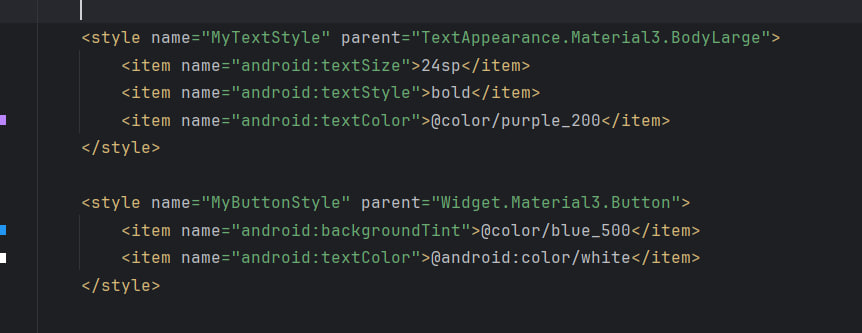 <style name="MyTextStyle" parent="TextAppearance.Material3.BodyLarge">
    <item name="android:textSize">24sp</item>
    <item name="android:textStyle">bold</item>
    <item name="android:textColor">@color/purple_200</item>
</style>
<style name="MyButtonStyle" parent="Widget.Material3.Button">
    <item name="android:backgroundTint">@color/blue_500</item>
    <item name="android:textColor">@android:color/white</item>
</style>